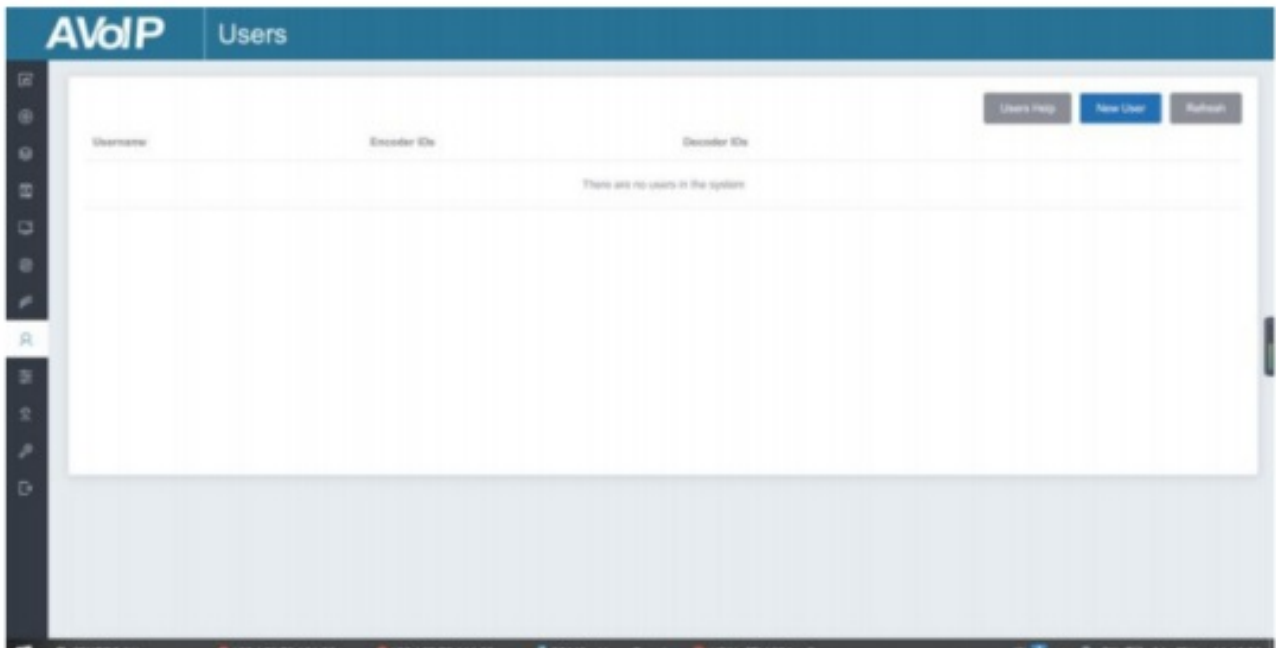 AVoIP Users
Users Help New User Refresh
Username Encoder IDs Decoder IDs
There are no users in the system